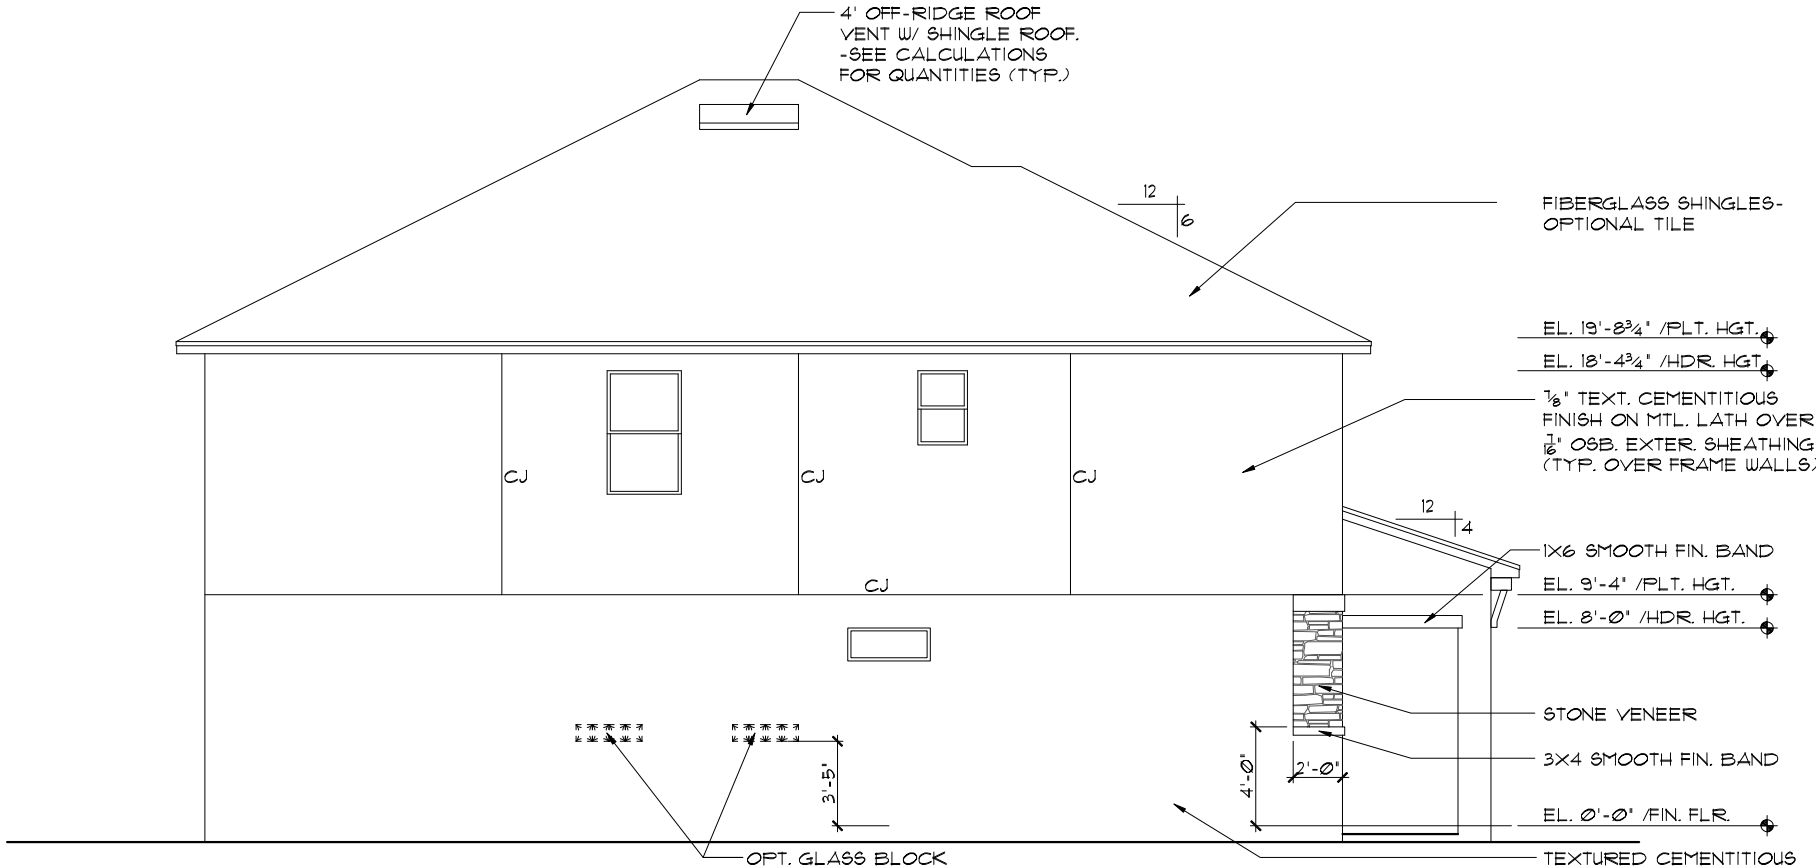 4' OFF-RIDGE ROOF
VENT W/ SHINGLE ROOF.
-SEE CALCULATIONS
FOR QUANTITIES (TYP.)
12
6
FIBERGLASS SHINGLES-
OPTIONAL TILE
EL. 19'-8¾" /PLT. HGT.
EL. 18'-4¾" /HDR. HGT
⅞" TEXT. CEMENTITIOUS
FINISH ON MTL. LATH OVER
7/16" OSB. EXTER. SHEATHING
(TYP. OVER FRAME WALLS)
CJ
CJ
CJ
12
4
1X6 SMOOTH FIN. BAND
CJ
EL. 9'-4" /PLT. HGT.
EL. 8'-0" /HDR. HGT.
STONE VENEER
3X4 SMOOTH FIN. BAND
2'-0"
4'-0"
3'-5"
EL. 0'-0" /FIN. FLR.
OPT. GLASS BLOCK
TEXTURED CEMENTITIOUS